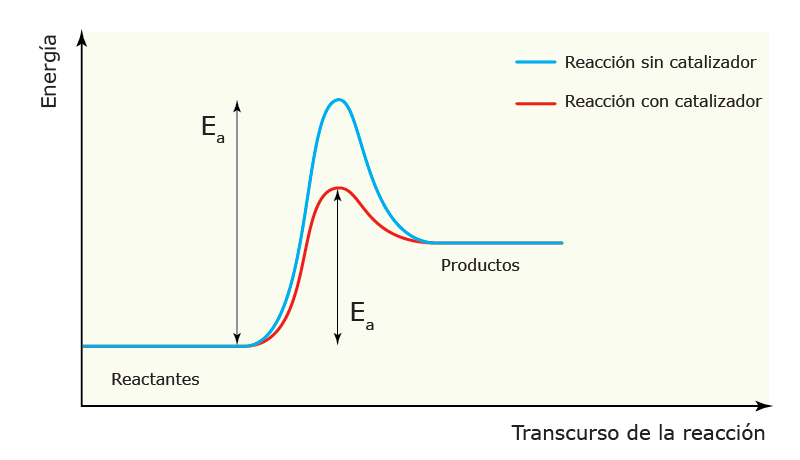 Energía
Reacción sin catalizador
Reacción con catalizador
Ea
Ea
Productos
Reactantes
Transcurso de la reacción